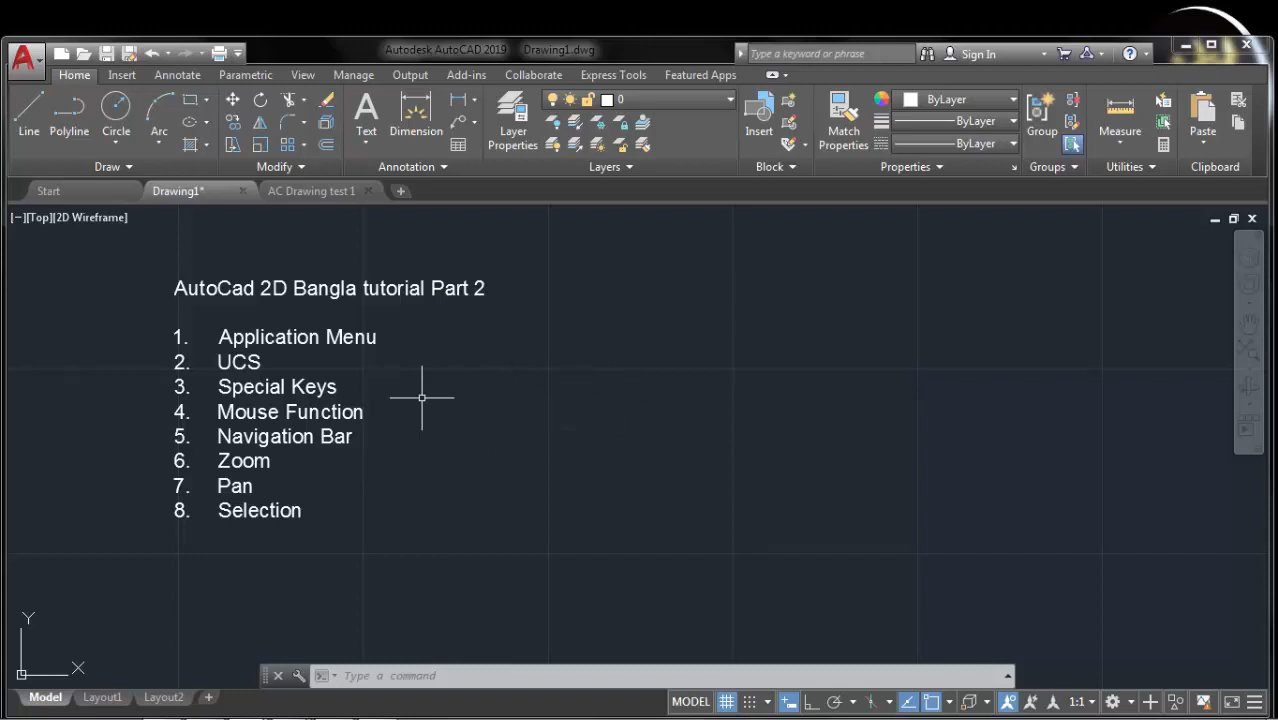 Autodesk AutoCAD 2019 Drawing1.dwg
Type a keyword or phrase
Sign In
Home Insert Annotate Parametric View Manage Output Add-ins Collaborate Express Tools Featured Apps
Line Polyline Circle Arc
Text Dimension
Layer Properties
0
Insert
Match Properties
ByLayer
ByLayer
ByLayer
Group
Measure
Paste
Draw Modify Annotation Layers Block Properties Groups Utilities Clipboard
Start Drawing1* AC Drawing test 1
[−][Top][2D Wireframe]
AutoCad 2D Bangla tutorial Part 2
1. Application Menu
2. UCS
3. Special Keys
4. Mouse Function
5. Navigation Bar
6. Zoom
7. Pan
8. Selection
Y
X
Type a command
Model Layout1 Layout2
MODEL
1:1